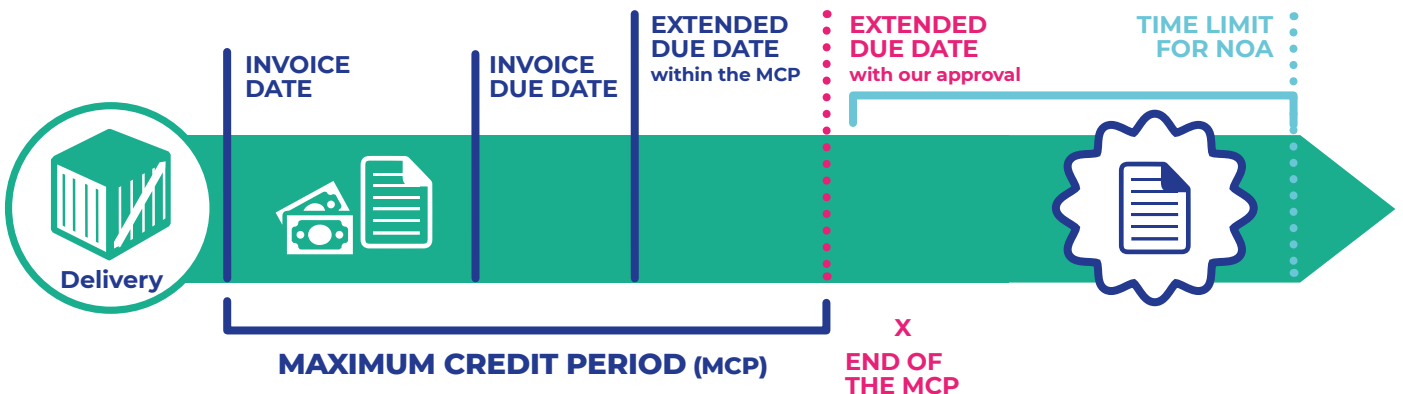 INVOICE
DATE
INVOICE
DUE DATE
EXTENDED
DUE DATE
within the MCP
EXTENDED
DUE DATE
with our approval
TIME LIMIT
FOR NOA
Delivery
MAXIMUM CREDIT PERIOD (MCP)
X
END OF
THE MCP